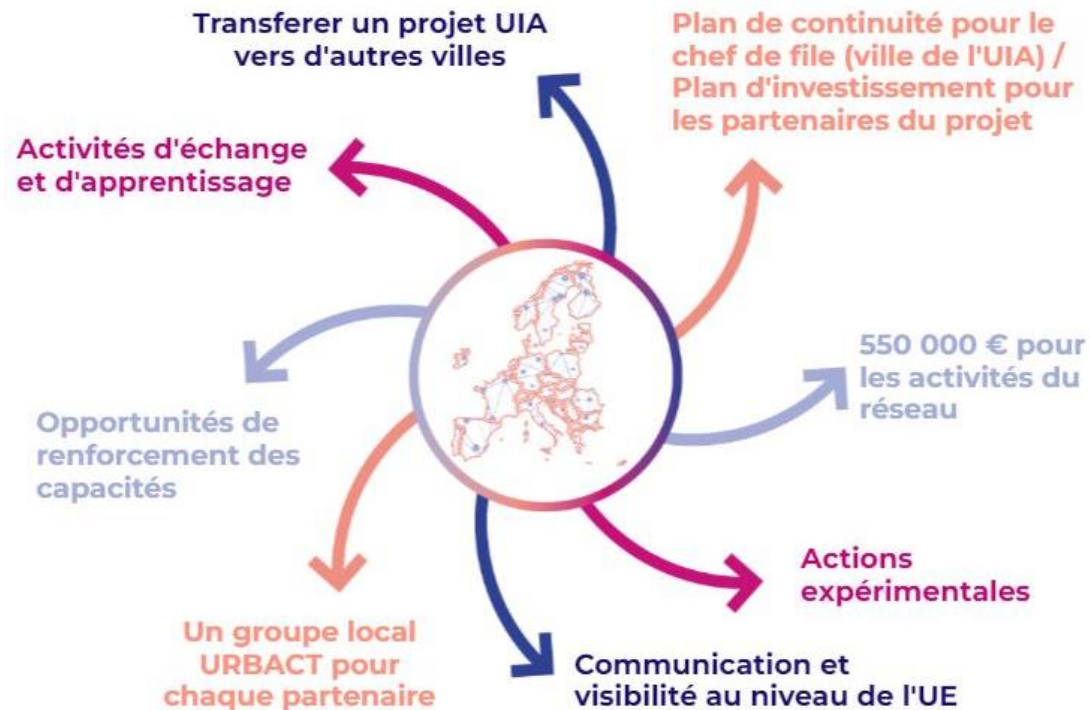 Transferer un projet UIA
vers d'autres villes
Plan de continuité pour le
chef de file (ville de l'UIA) /
Plan d'investissement pour
les partenaires du projet
Activités d'échange
et d'apprentissage
550 000 € pour
les activités du
réseau
Opportunités de
renforcement des
capacités
Actions
expérimentales
Un groupe local
URBACT pour
chaque partenaire
Communication et
visibilité au niveau de l'UE